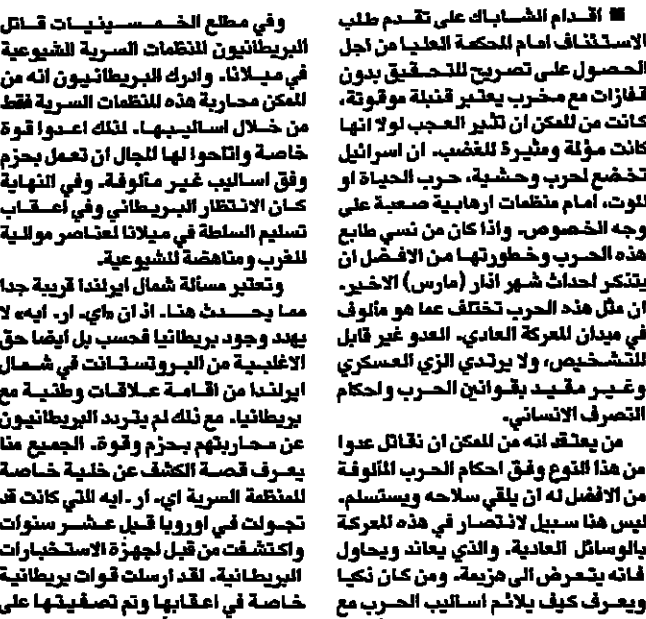 ■ اقدام الشاباك على تقدم طلب
الاستئناف امام المحكمة العليا من اجل
الحصول على تصريح للتحقيق بدون
قفازات مع مخرب يعتبر قنبلة موقوتة،
كانت من الممكن ان تثير العجب لولا انها
كانت مؤلة ومثيرة للغضب. ان اسرائيل
تخضع لحرب وحشية، حرب الحياة او
الموت، امام منظمات ارهابية صعبة على
وجه الخصوص. واذا كان من نسي طابع
هذه الحرب وخطورتها من الافضل ان
يتذكر احداث شهر اذار (مارس) الاخير.
ان مثل هذه الحرب تختلف عما هو مألوف
في ميدان المعركة العادي. العدو غير قابل
للتشخيص، ولا يرتدي الزي العسكري
وغير مقيد بقوانين الحرب واحكام
التصرف الانساني.
من يعتقد انه من الممكن ان نقاتل عدوا
من هذا النوع وفق احكام الحرب المألوفة
من الافضل له ان يلقي سلاحه ويستسلم.
ليس هنا سبيل لانتصار في هذه المعركة
بالوسائل العادية. والذي يعاند ويحاول
فانه يتعرض الى هزيمة. ومن كان ذكيا
ويعرف كيف يلائم اساليب الحرب مع
وفي مطلع الخمسينيات قاتل
البريطانيون المنظمات السرية الشيوعية
في ميلانا. وادرك البريطانيون انه من
الممكن محاربة هذه المنظمات السرية فقط
من خلال اساليبها. لذلك اعدوا قوة
خاصة واتاحوا لها المجال ان تعمل بحزم
وفق اساليب غير مألوفة. وفي النهاية
كان الانتظار البريطاني وفي اعقاب
تسليم السلطة في ميلانا لعناصر موالية
للغرب ومناهضة للشيوعية.
وتعتبر مسألة شمال ايرلندا قريبة جدا
مما يحدث هنا. اذ ان «اي. ار. ايه» لا
يهدد وجود بريطانيا فحسب بل ايضا حق
الاغلبية من البروتستانت في شمال
ايرلندا من اقامة علاقات وطنية مع
بريطانيا. مع ذلك لم يتردد البريطانيون
عن محاربتهم بحزم وقوة. الجميع منا
يعرف قصة الكشف عن خلية خاصة
للمنظمة السرية اي. ار. ايه التي كانت قد
تجولت في اوروبا قبل عشر سنوات
واكتشفت من قبل اجهزة الاستخبارات
البريطانية. لقد ارسلت قوات بريطانية
خاصة في اعقابها وتم تصفيتها على